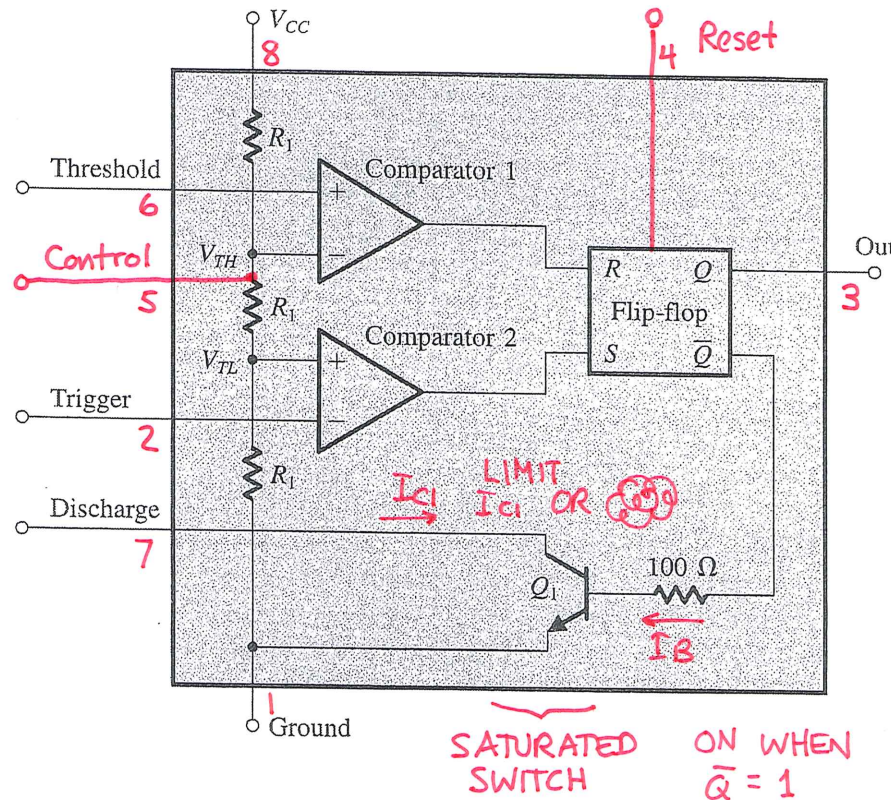 V_CC
8
4 Reset
R_1
Threshold
6
Comparator 1
+
−
V_TH
Control
5
R_1
R Q
Out
3
Flip-flop
S Q̅
Comparator 2
+
−
V_TL
Trigger
2
R_1
LIMIT
I_C1 I_C1 OR
Discharge
7
100 Ω
Q_1
I_B
1
Ground
SATURATED
SWITCH
ON WHEN
Q̅ = 1